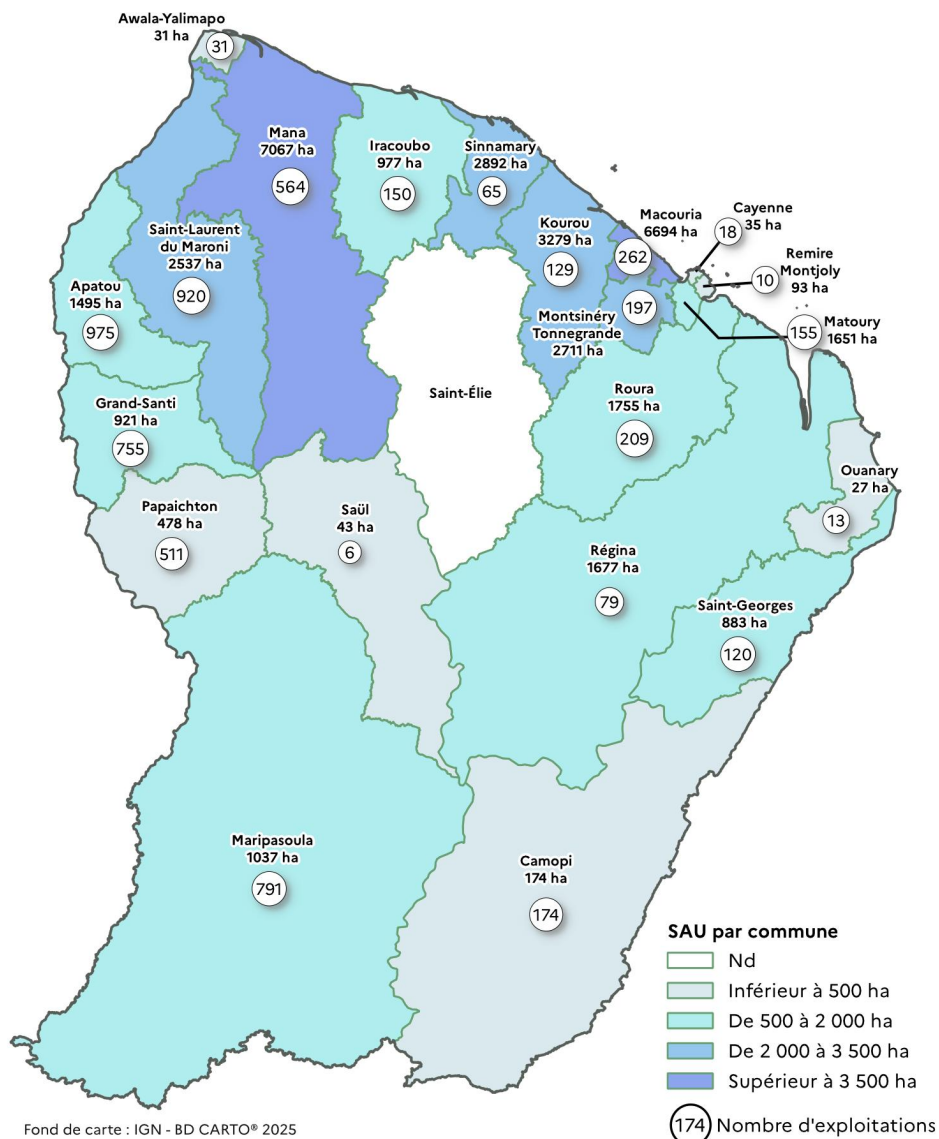 Awala-Yalimapo
31 ha
31
Mana
7067 ha
564
Iracoubo
977 ha
150
Sinnamary
2892 ha
65
Kourou
3279 ha
129
Macouria
6694 ha
262
Cayenne
35 ha
18
Remire
Montjoly
93 ha
10
Saint-Laurent
du Maroni
2537 ha
920
Apatou
1495 ha
975
Montsinéry
Tonnegrande
2711 ha
197
Matoury
1651 ha
155
Saint-Élie
Grand-Santi
921 ha
755
Roura
1755 ha
209
Ouanary
27 ha
13
Papaichton
478 ha
511
Saül
43 ha
6
Régina
1677 ha
79
Saint-Georges
883 ha
120
Maripasoula
1037 ha
791
Camopi
174 ha
174
SAU par commune
Nd
Inférieur à 500 ha
De 500 à 2 000 ha
De 2 000 à 3 500 ha
Supérieur à 3 500 ha
174 Nombre d'exploitations
Fond de carte : IGN - BD CARTO® 2025